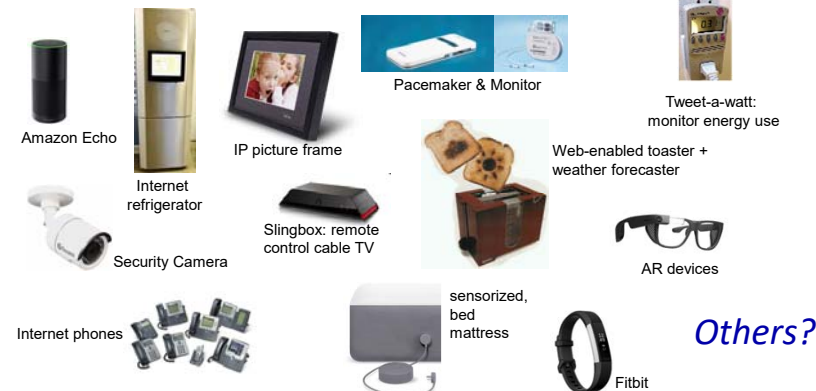 Amazon Echo
Internet
refrigerator
IP picture frame
Pacemaker & Monitor
Tweet-a-watt:
monitor energy use
Web-enabled toaster +
weather forecaster
Security Camera
Slingbox: remote
control cable TV
AR devices
Internet phones
sensorized,
bed
mattress
Fitbit
Others?